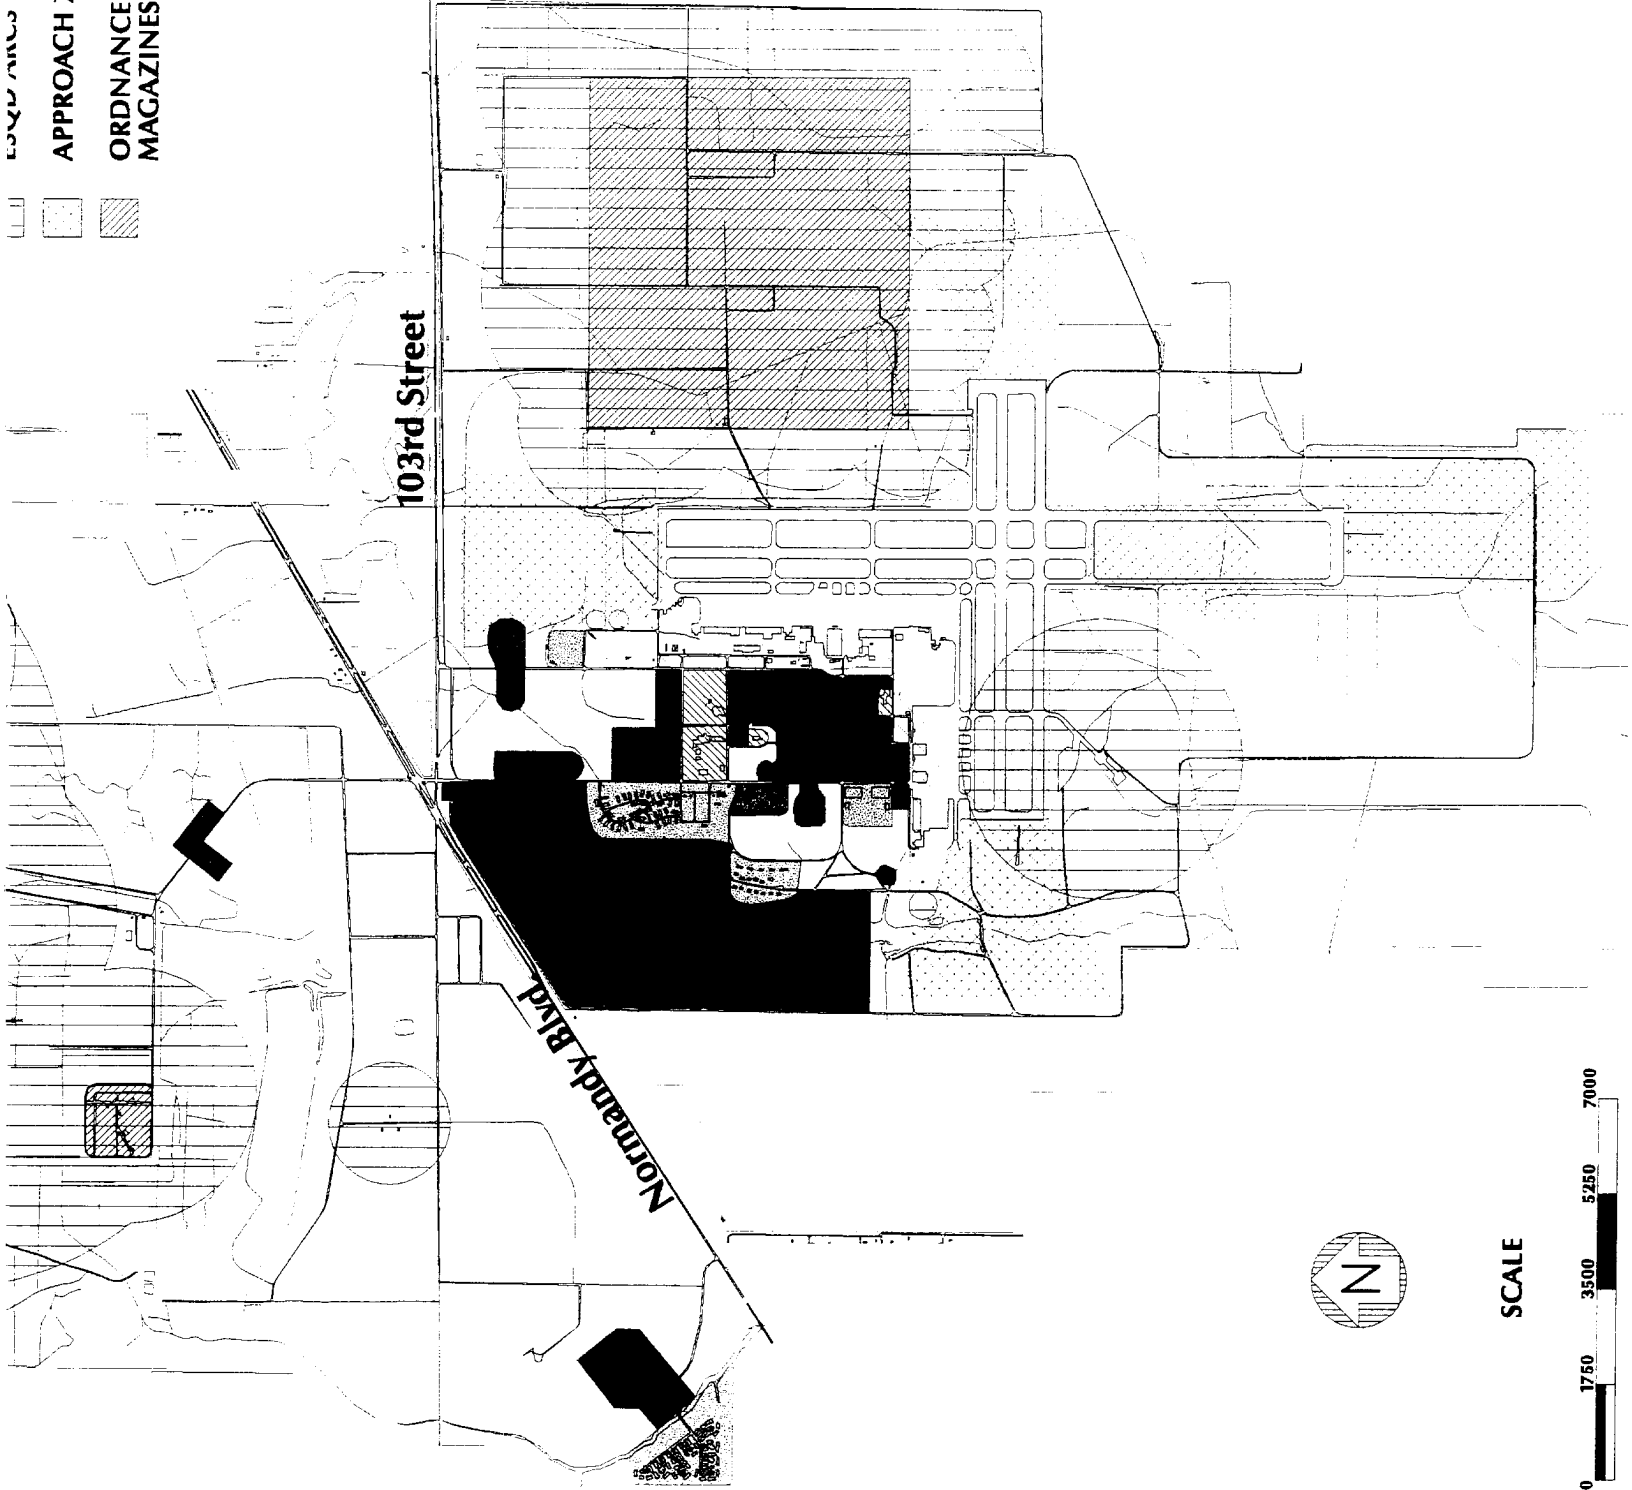 APPROACH
ORDNANCE
MAGAZINES
103rd Street
Normandy Blvd.
N
SCALE
0 1750 3500 5250 7000